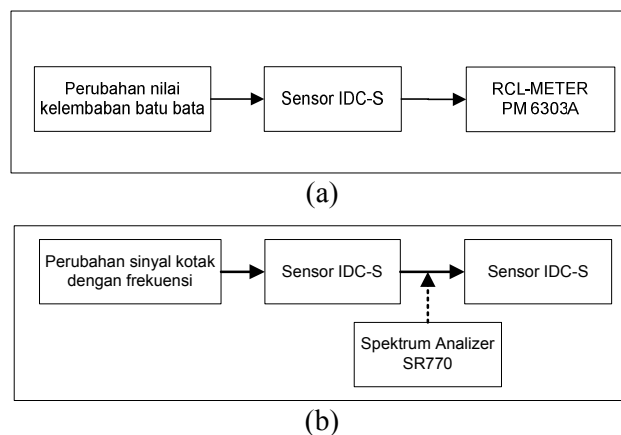 Perubahan nilai
kelembaban batu bata
Sensor IDC-S
RCL-METER
PM 6303A
(a)
Perubahan sinyal kotak
dengan frekuensi
Sensor IDC-S
Sensor IDC-S
Spektrum Analizer
SR770
(b)